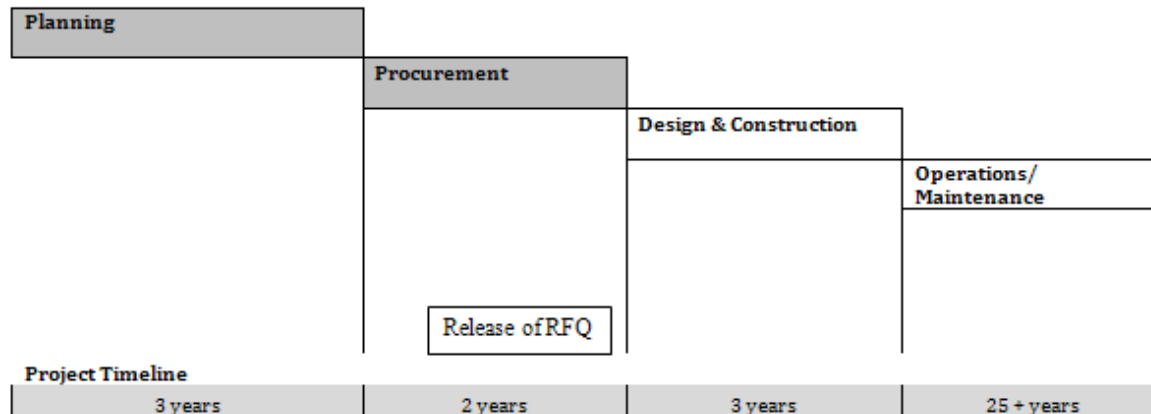 Planning
Procurement
Design & Construction
Operations/
Maintenance
Release of RFQ
Project Timeline
3 years
2 years
3 years
25 + years